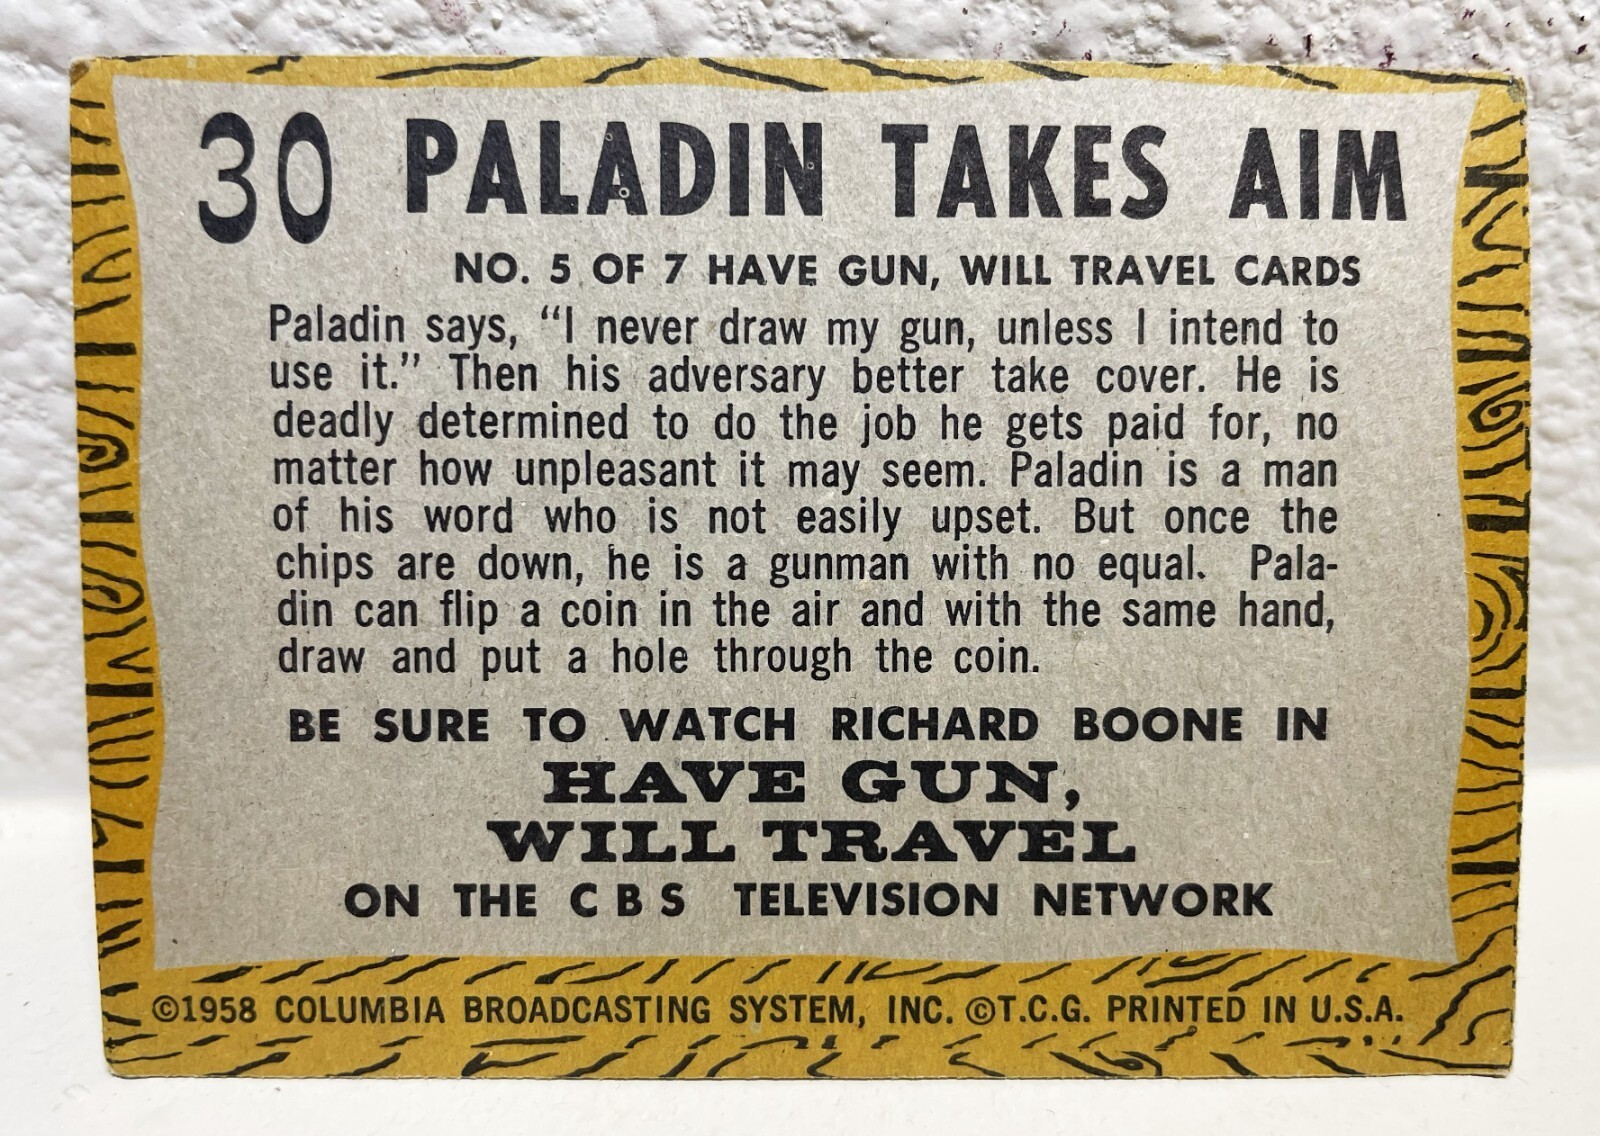 30 PALADIN TAKES AIM
NO. 5 OF 7 HAVE GUN, WILL TRAVEL CARDS
Paladin says, “I never draw my gun, unless I intend to
use it.” Then his adversary better take cover. He is
deadly determined to do the job he gets paid for, no
matter how unpleasant it may seem. Paladin is a man
of his word who is not easily upset. But once the
chips are down, he is a gunman with no equal. Pala-
din can flip a coin in the air and with the same hand,
draw and put a hole through the coin.
BE SURE TO WATCH RICHARD BOONE IN
HAVE GUN,
WILL TRAVEL
ON THE C B S TELEVISION NETWORK
©1958 COLUMBIA BROADCASTING SYSTEM, INC. ©T.C.G. PRINTED IN U.S.A.